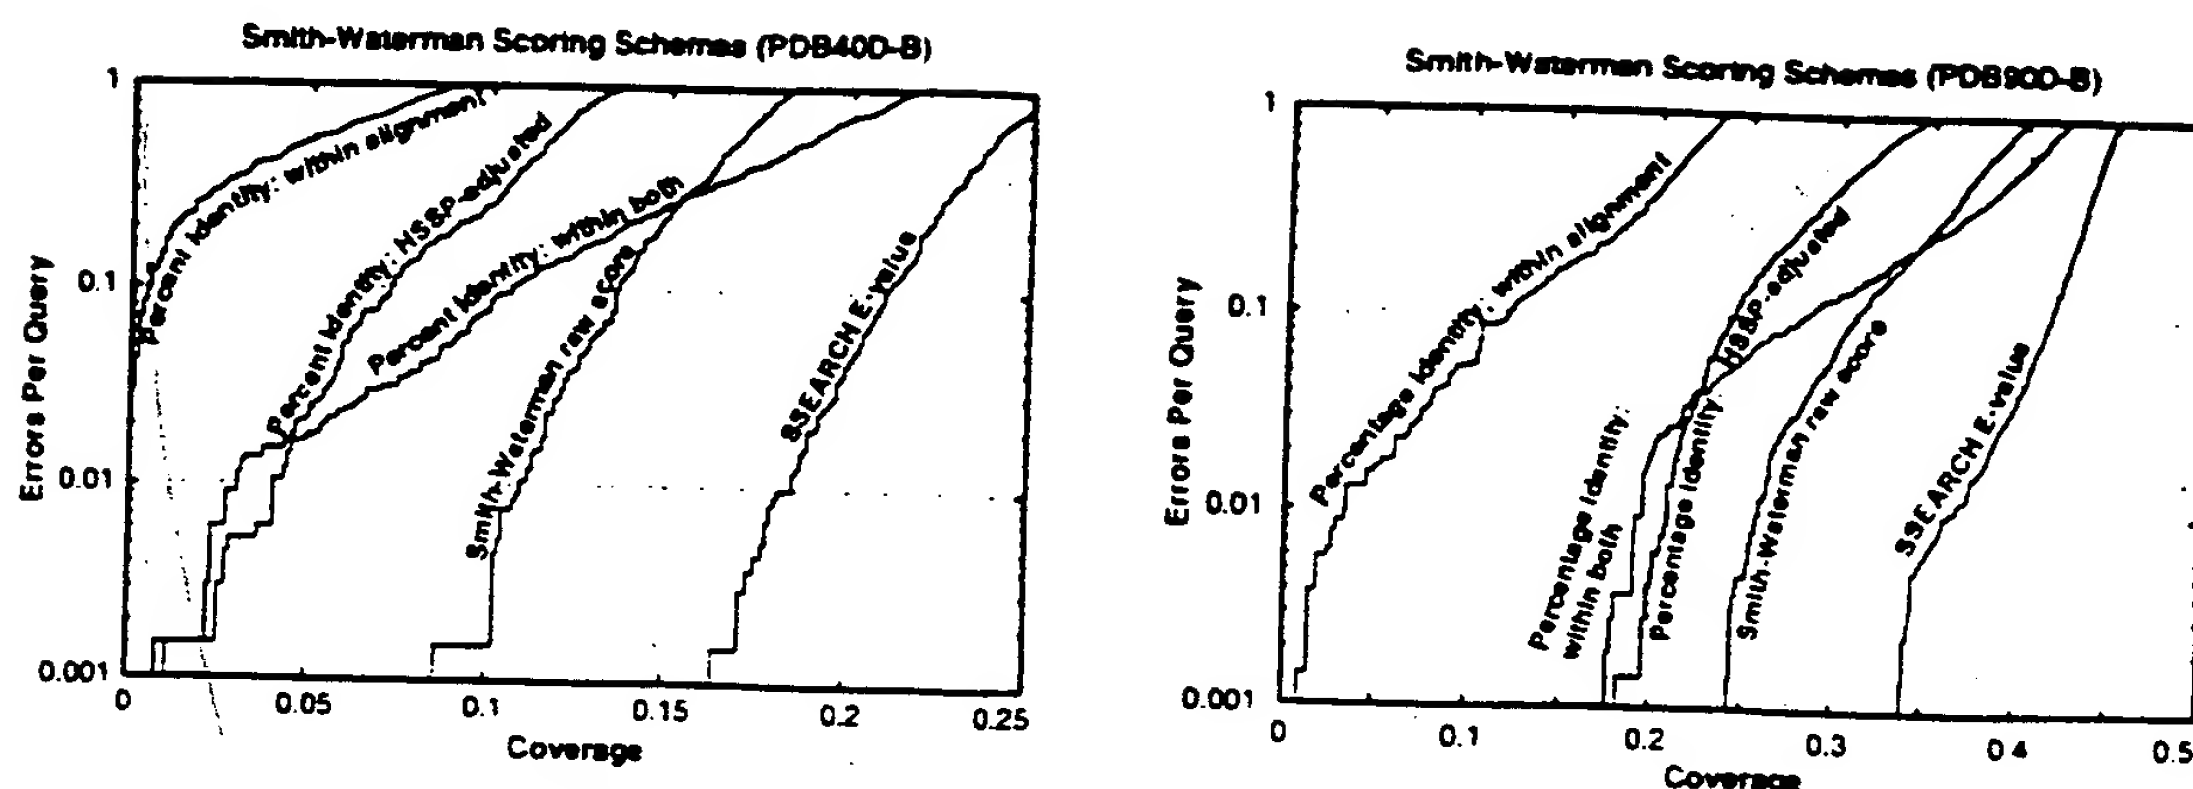 Smith-Waterman Scoring Schemes (PDB40D-B)
1
0.1
0.01
0.001
Errors Per Query
Percent Identity: within alignment
Percent Identity: HSSP-adjusted
Percent Identity: within both
Smith-Waterman raw score
SSEARCH E-value
0
0.05
0.1
0.15
0.2
0.25
Coverage
Smith-Waterman Scoring Schemes (PDB90D-B)
1
0.1
0.01
0.001
Errors Per Query
Percentage Identity: within alignment
Percentage Identity:
within both
Percentage Identity: HSSP-adjusted
Smith-Waterman raw score
SSEARCH E-value
0
0.1
0.2
0.3
0.4
0.5
Coverage